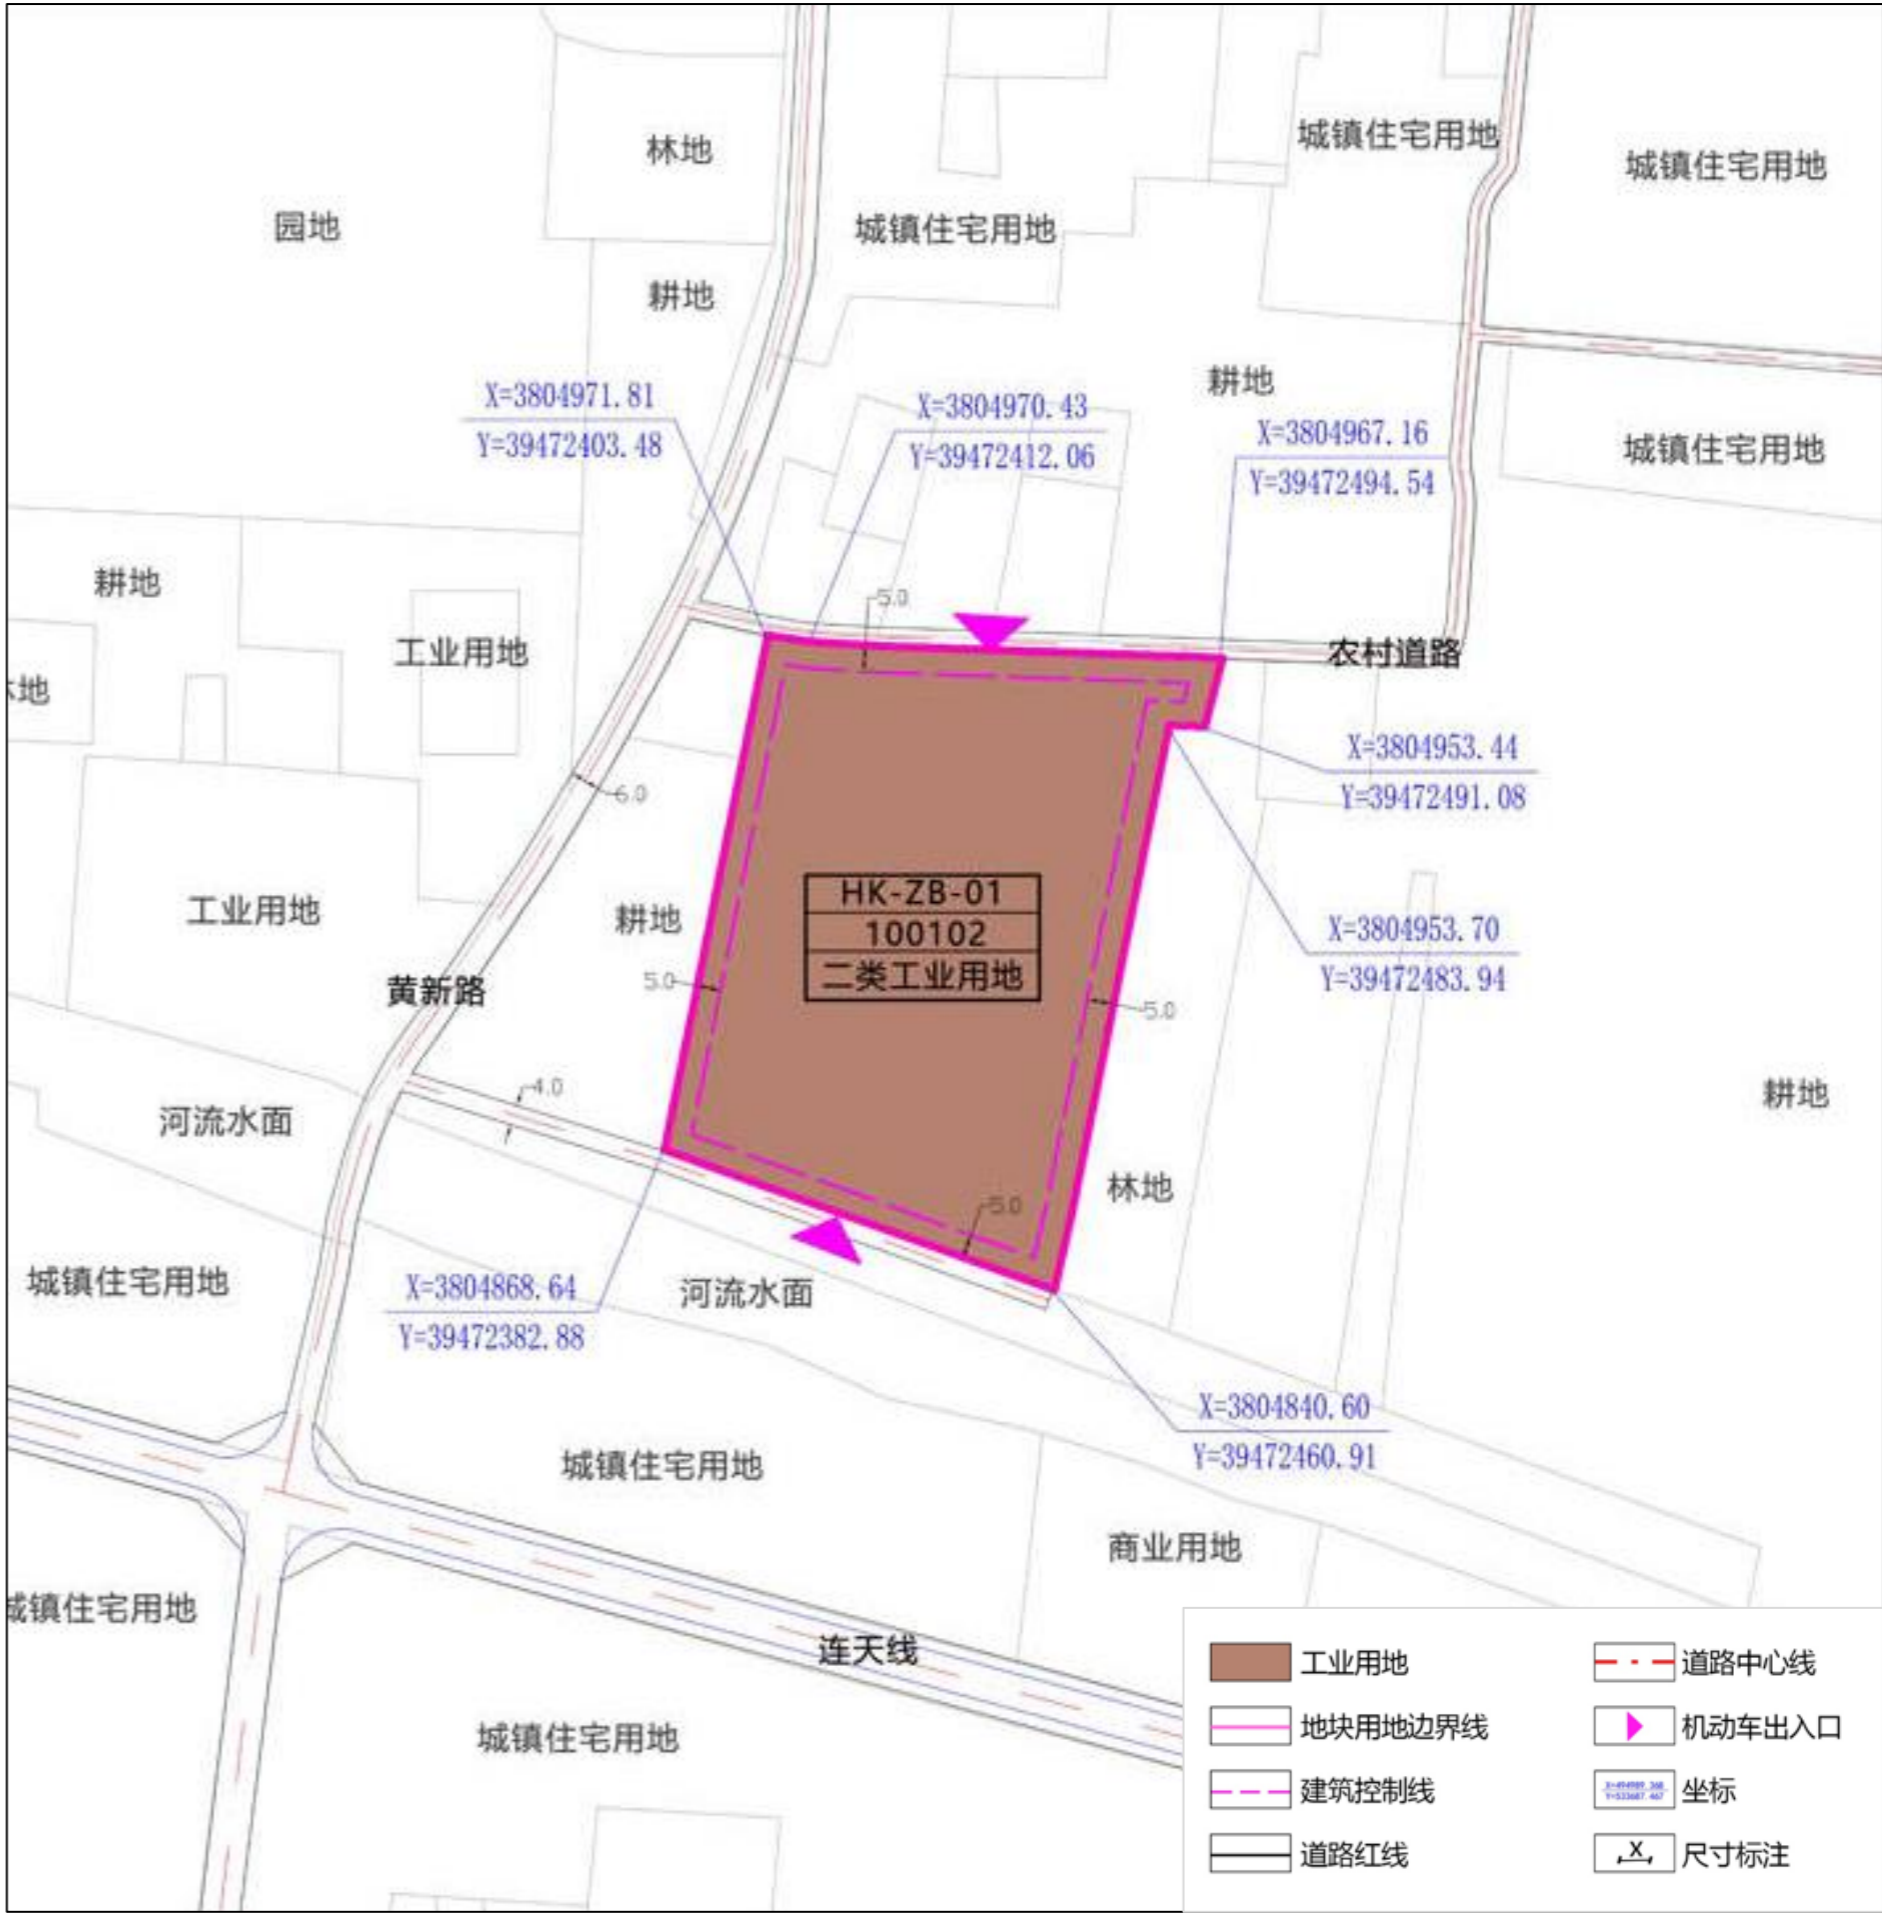 林地
城镇住宅用地
城镇住宅用地
园地
城镇住宅用地
耕地
耕地
X=3804971.81
Y=39472403.48
X=3804970.43
Y=39472412.06
X=3804967.16
Y=39472494.54
城镇住宅用地
耕地
5.0
工业用地
农村道路
地
X=3804953.44
Y=39472491.08
6.0
HK-ZB-01
100102
二类工业用地
工业用地
耕地
X=3804953.70
Y=39472483.94
黄新路
5.0
5.0
4.0
耕地
河流水面
林地
5.0
城镇住宅用地
河流水面
X=3804868.64
Y=39472382.88
X=3804840.60
Y=39472460.91
城镇住宅用地
商业用地
城镇住宅用地
连天线
城镇住宅用地
工业用地
道路中心线
地块用地边界线
机动车出入口
建筑控制线
坐标
道路红线
X
尺寸标注